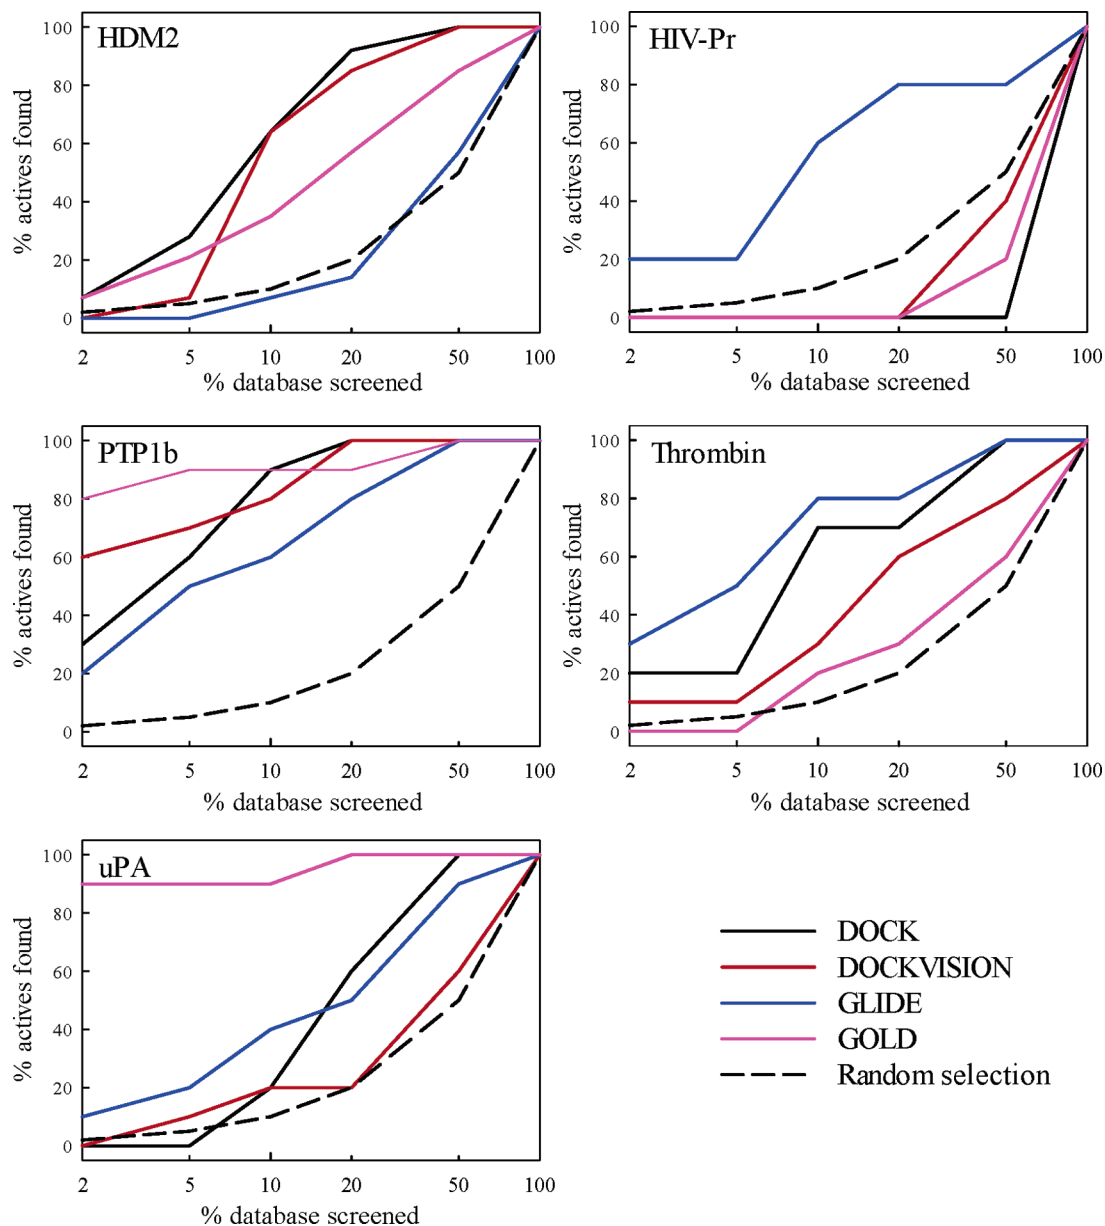 HDM2
% actives found
100
80
60
40
20
0
2 5 10 20 50 100
% database screened
HIV-Pr
% actives found
100
80
60
40
20
0
2 5 10 20 50 100
% database screened
PTP1b
% actives found
100
80
60
40
20
0
2 5 10 20 50 100
% database screened
Thrombin
% actives found
100
80
60
40
20
0
2 5 10 20 50 100
% database screened
uPA
% actives found
100
80
60
40
20
0
2 5 10 20 50 100
% database screened
DOCK
DOCKVISION
GLIDE
GOLD
Random selection